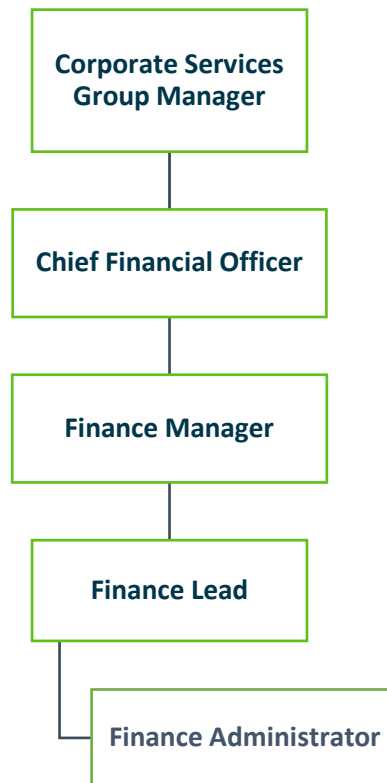 Corporate Services
Group Manager
Chief Financial Officer
Finance Manager
Finance Lead
Finance Administrator